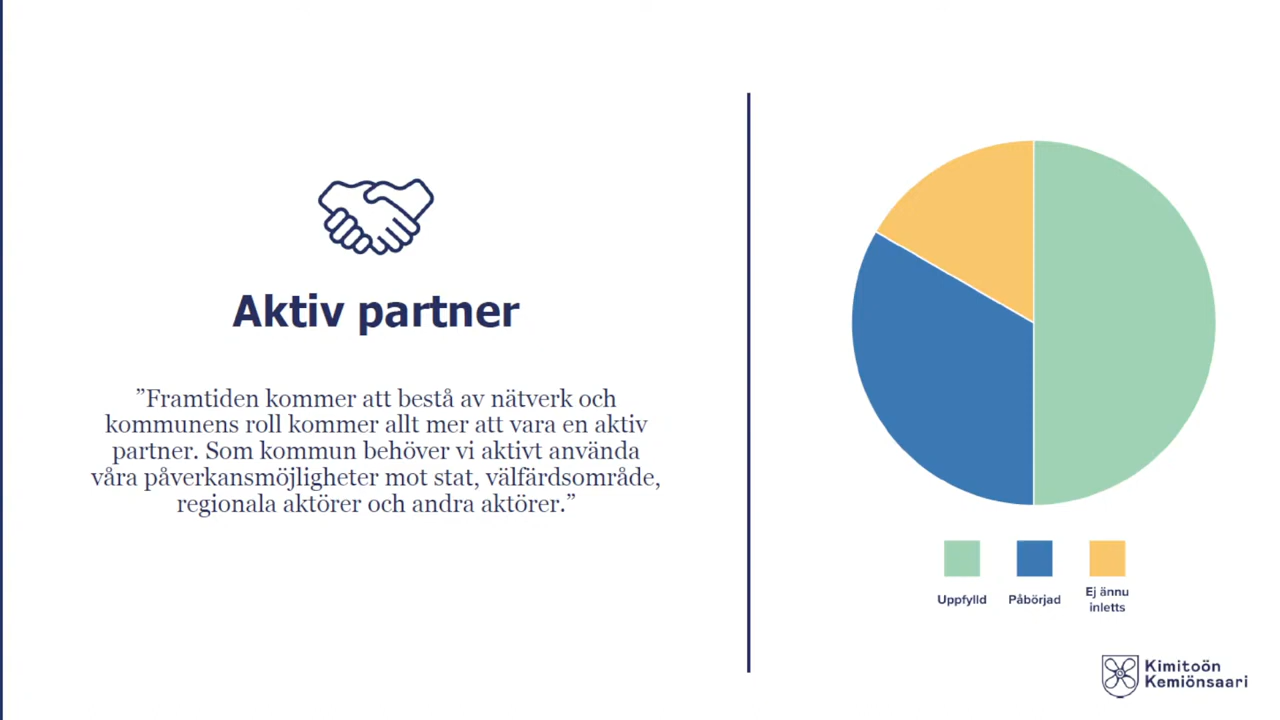 Aktiv partner
”Framtiden kommer att bestå av nätverk och
kommunens roll kommer allt mer att vara en aktiv
partner. Som kommun behöver vi aktivt använda
våra påverkansmöjligheter mot stat, välfärdsområde,
regionala aktörer och andra aktörer.”
Uppfylld
Påbörjad
Ej ännu
inletts
Kimitoön
Kemiönsaari